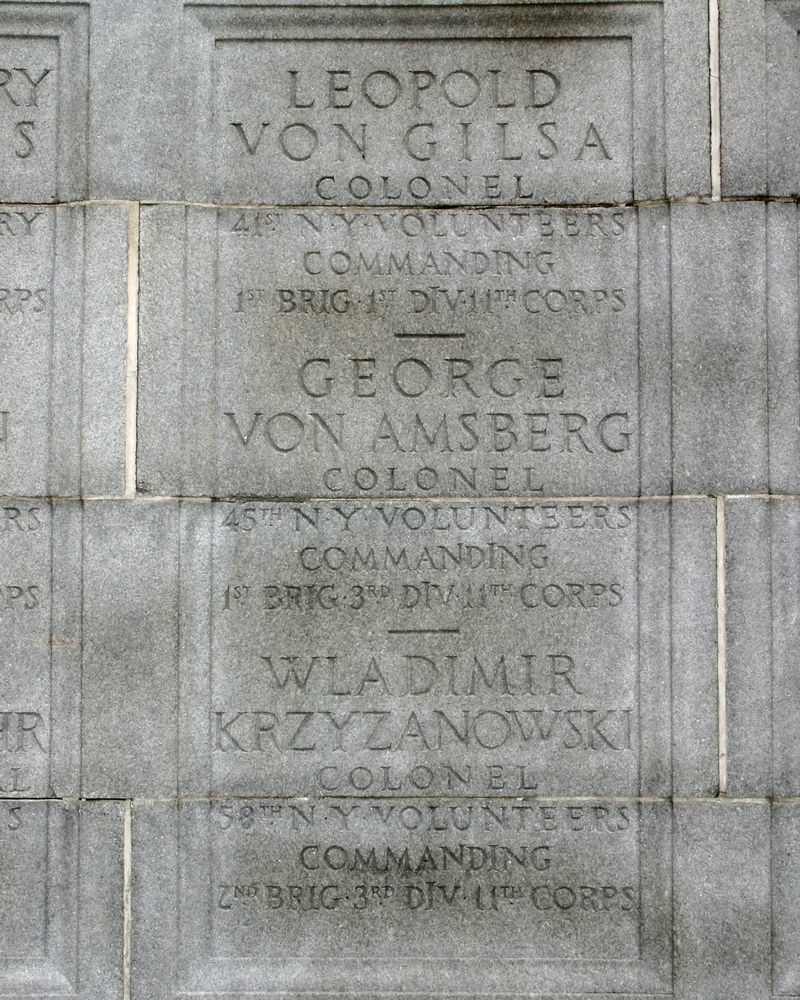 LEOPOLD
VON GILSA
COLONEL
41ST N·Y·VOLUNTEERS
COMMANDING
1ST BRIG·1ST DIV·11TH CORPS
GEORGE
VON AMSBERG
COLONEL
45TH N·Y·VOLUNTEERS
COMMANDING
1ST BRIG·3RD DIV·11TH CORPS
WLADIMIR
KRZYZANOWSKI
COLONEL
58TH N·Y·VOLUNTEERS
COMMANDING
2ND BRIG·3RD DIV·11TH CORPS